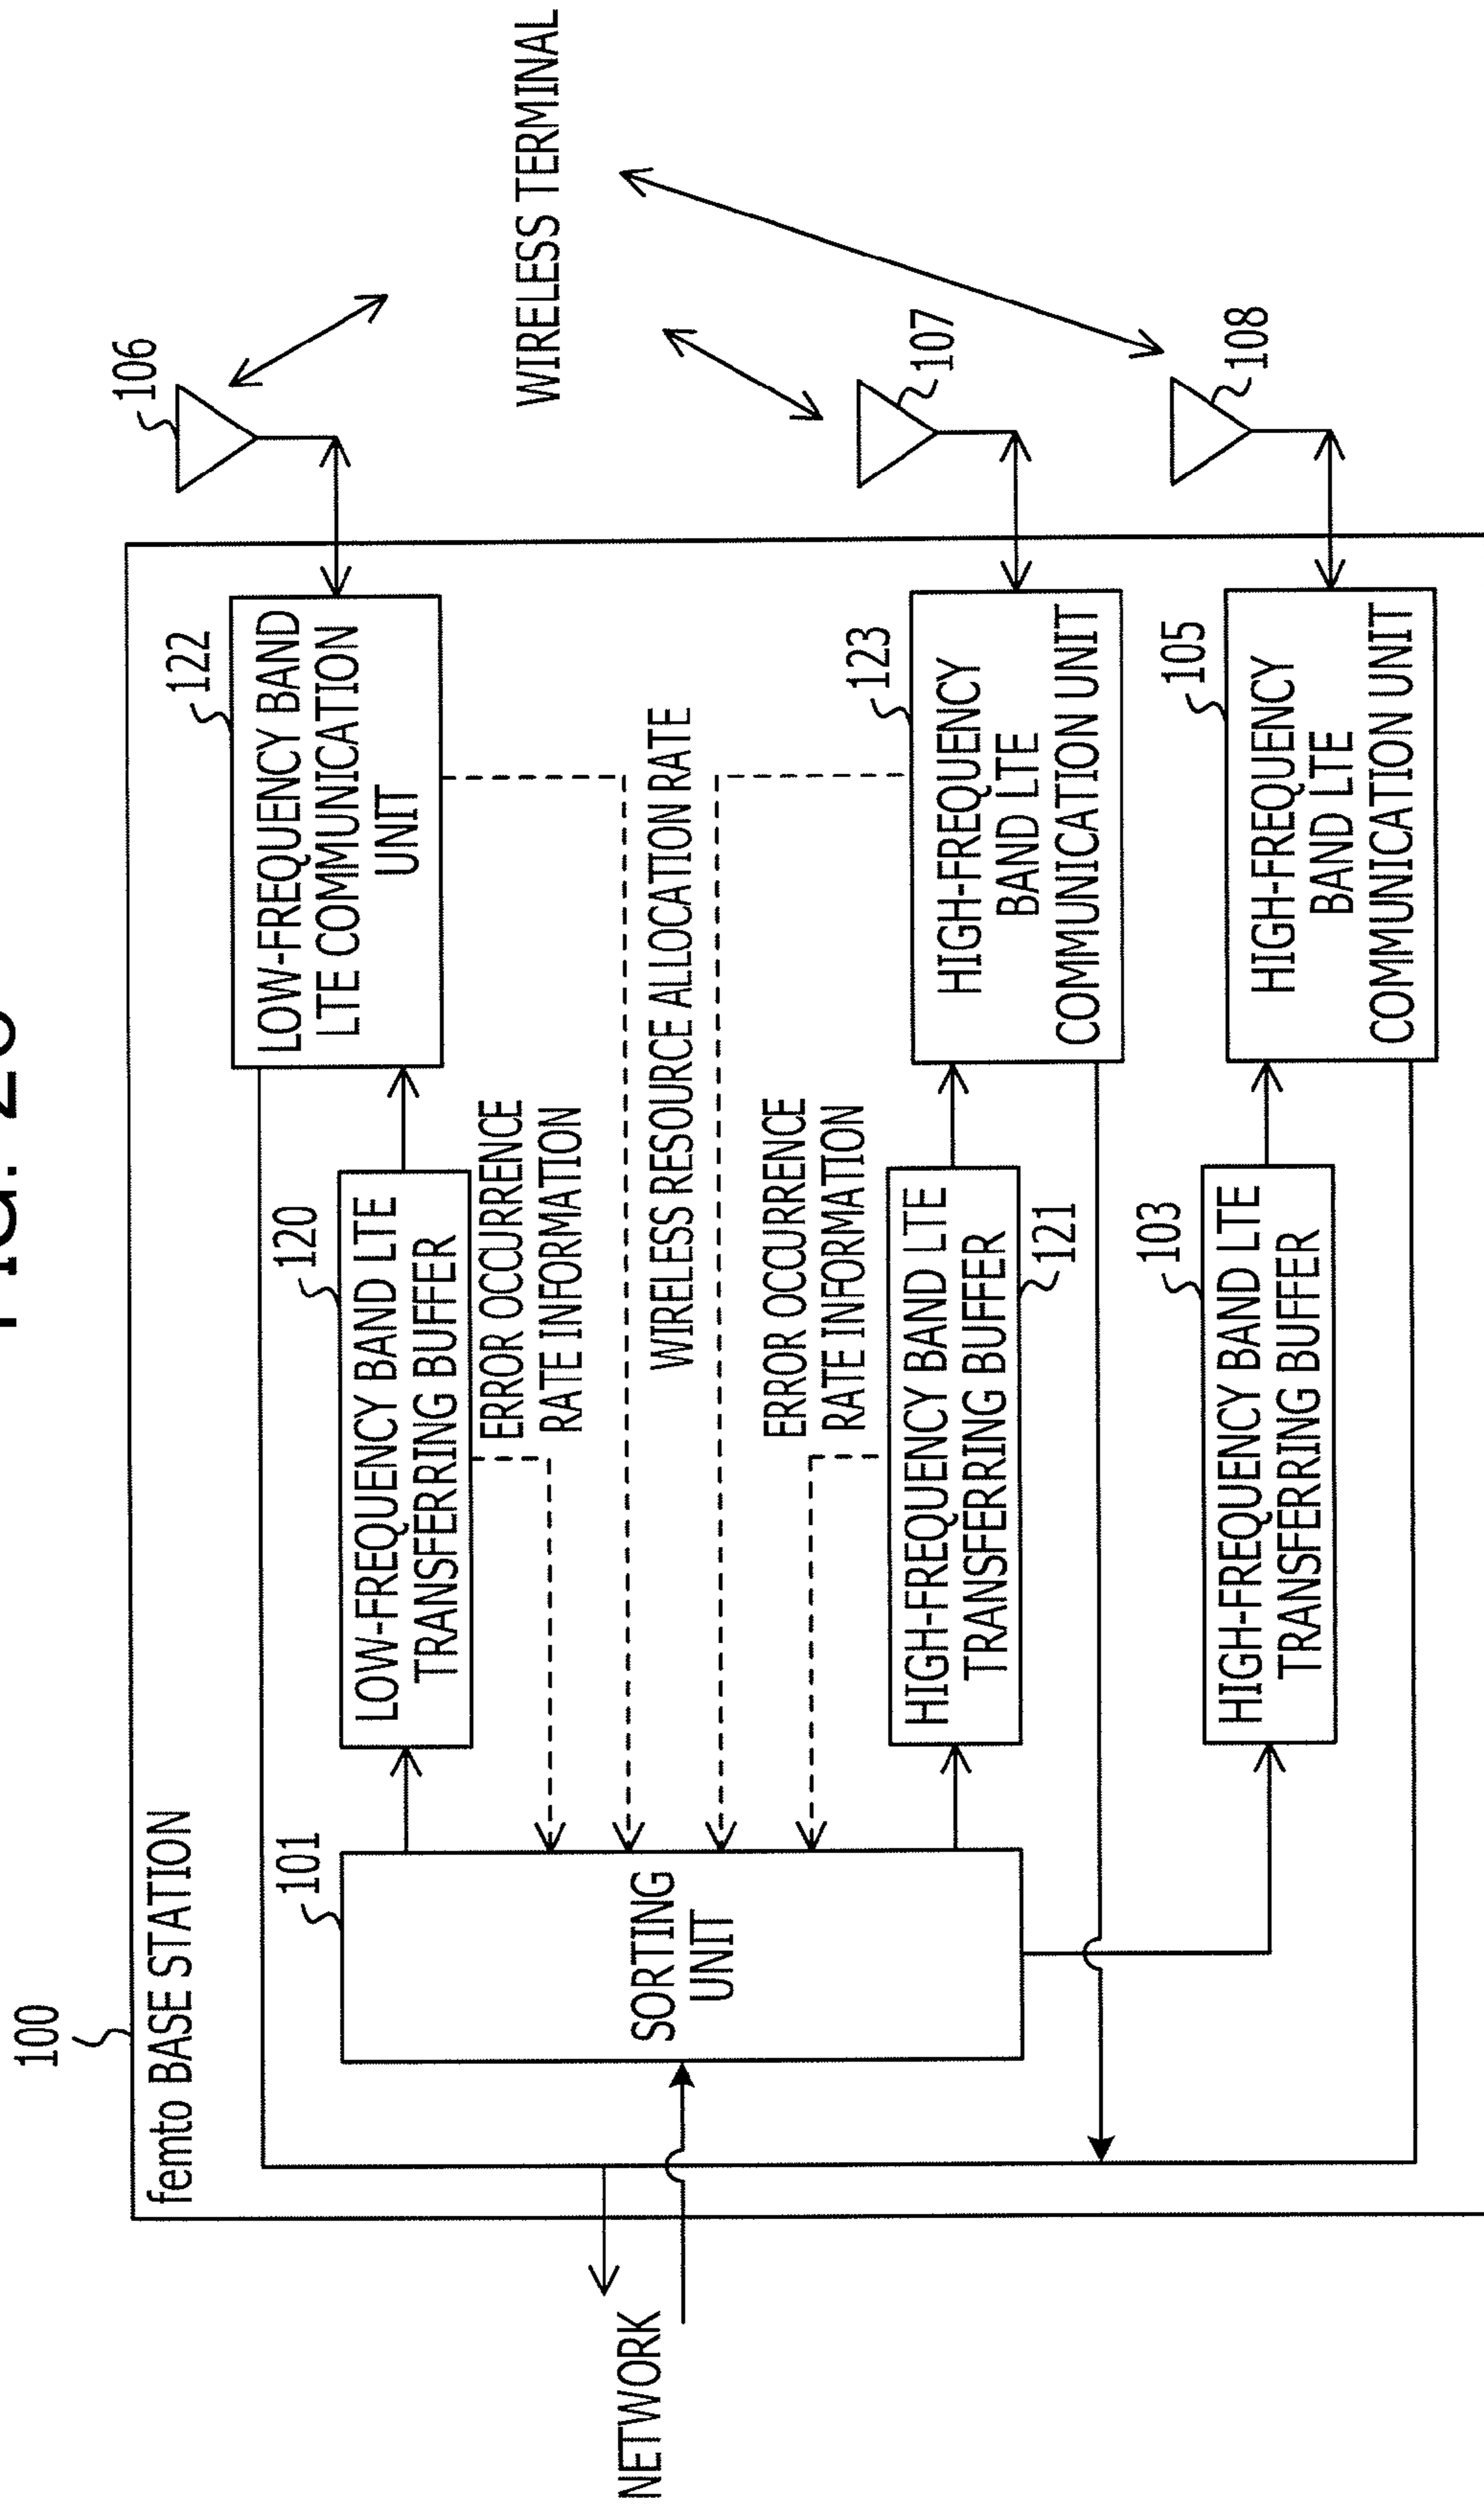 100
femto BASE STATION
106
122
LOW-FREQUENCY BAND
LTE COMMUNICATION
UNIT
120
LOW-FREQUENCY BAND LTE
TRANSFERRING BUFFER
101
SORTING
UNIT
ERROR OCCURRENCE
RATE INFORMATION
WIRELESS TERMINAL
NETWORK
WIRELESS RESOURCE ALLOCATION RATE
ERROR OCCURRENCE
RATE INFORMATION
123
HIGH-FREQUENCY
BAND LTE
COMMUNICATION UNIT
107
HIGH-FREQUENCY BAND LTE
TRANSFERRING BUFFER
121
103
HIGH-FREQUENCY BAND LTE
TRANSFERRING BUFFER
105
HIGH-FREQUENCY
BAND LTE
COMMUNICATION UNIT
108